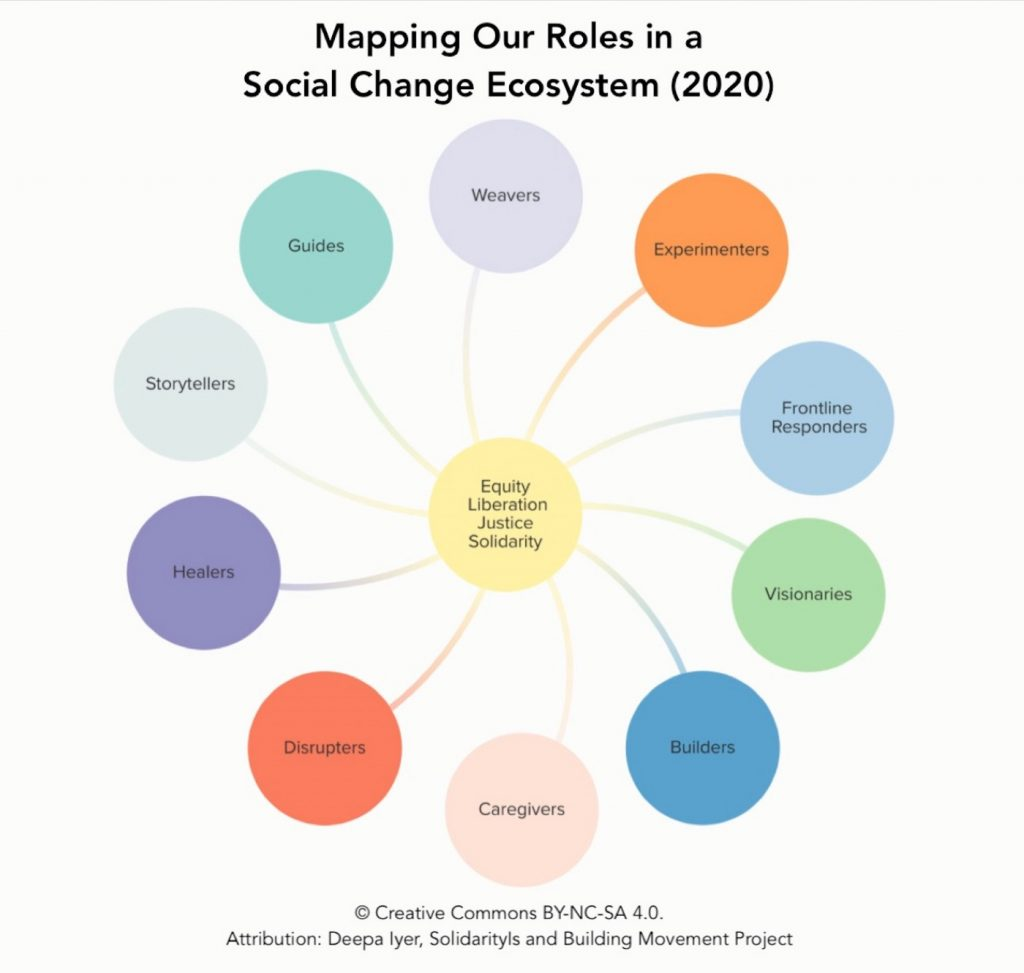 Mapping Our Roles in a
Social Change Ecosystem (2020)
Weavers
Guides
Experimenters
Storytellers
Frontline
Responders
Equity
Liberation
Justice
Solidarity
Healers
Visionaries
Disrupters
Builders
Caregivers
© Creative Commons BY-NC-SA 4.0.
Attribution: Deepa Iyer, SolidarityIs and Building Movement Project